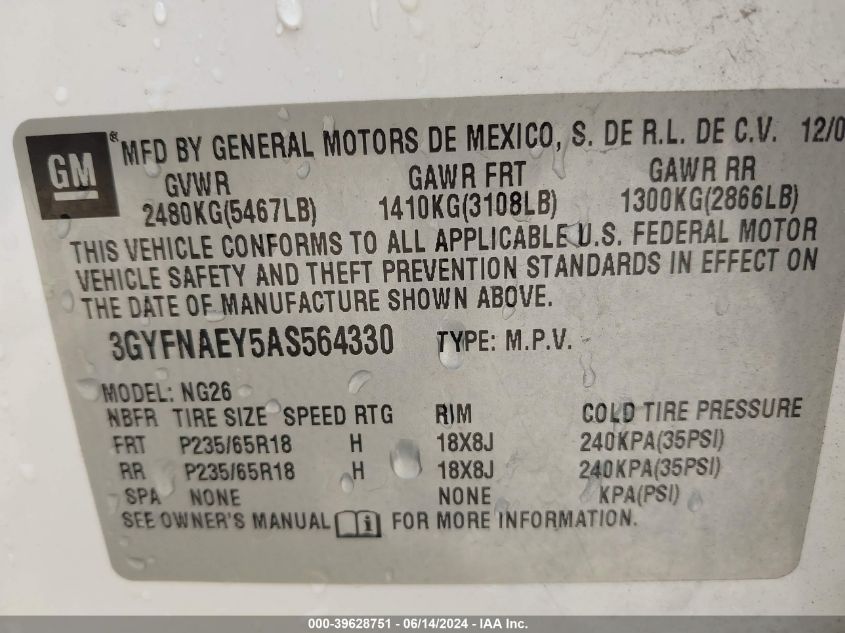 GM ® MFD BY GENERAL MOTORS DE MEXICO, S. DE R.L. DE C.V. 12/0
GVWR GAWR FRT GAWR RR
2480KG(5467LB) 1410KG(3108LB) 1300KG(2866LB)
THIS VEHICLE CONFORMS TO ALL APPLICABLE U.S. FEDERAL MOTOR
VEHICLE SAFETY AND THEFT PREVENTION STANDARDS IN EFFECT ON
THE DATE OF MANUFACTURE SHOWN ABOVE.
3GYFNAEY5AS564330 TYPE: M.P.V.
MODEL: NG26
NBFR TIRE SIZE SPEED RTG RIM COLD TIRE PRESSURE
FRT P235/65R18 H 18X8J 240KPA(35PSI)
RR P235/65R18 H 18X8J 240KPA(35PSI)
SPA NONE NONE KPA(PSI)
SEE OWNER'S MANUAL i FOR MORE INFORMATION.
000-39628751 - 06/14/2024 - IAA Inc.